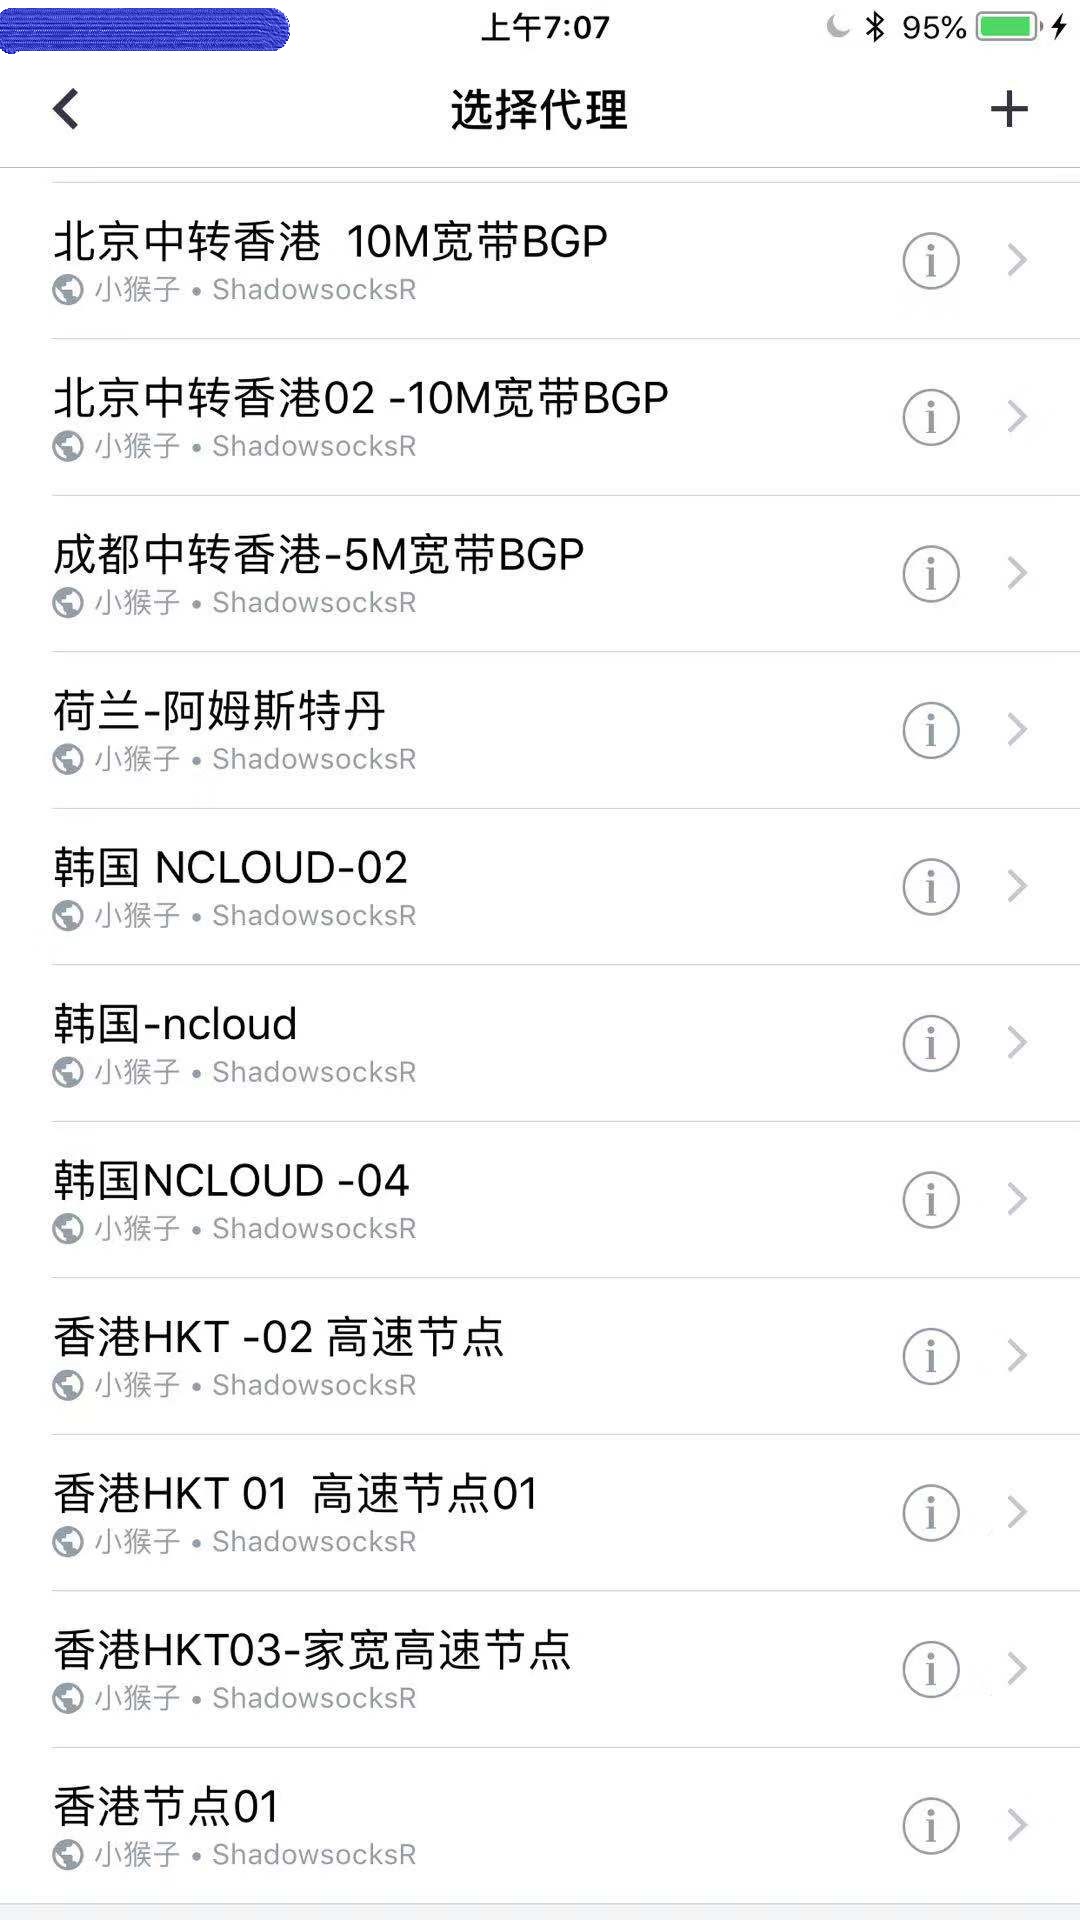 上午7:07
95%
选择代理
北京中转香港 10M宽带BGP
小猴子 • ShadowsocksR
北京中转香港02 -10M宽带BGP
小猴子 • ShadowsocksR
成都中转香港-5M宽带BGP
小猴子 • ShadowsocksR
荷兰-阿姆斯特丹
小猴子 • ShadowsocksR
韩国 NCLOUD-02
小猴子 • ShadowsocksR
韩国-ncloud
小猴子 • ShadowsocksR
韩国NCLOUD -04
小猴子 • ShadowsocksR
香港HKT -02 高速节点
小猴子 • ShadowsocksR
香港HKT 01 高速节点01
小猴子 • ShadowsocksR
香港HKT03-家宽高速节点
小猴子 • ShadowsocksR
香港节点01
小猴子 • ShadowsocksR